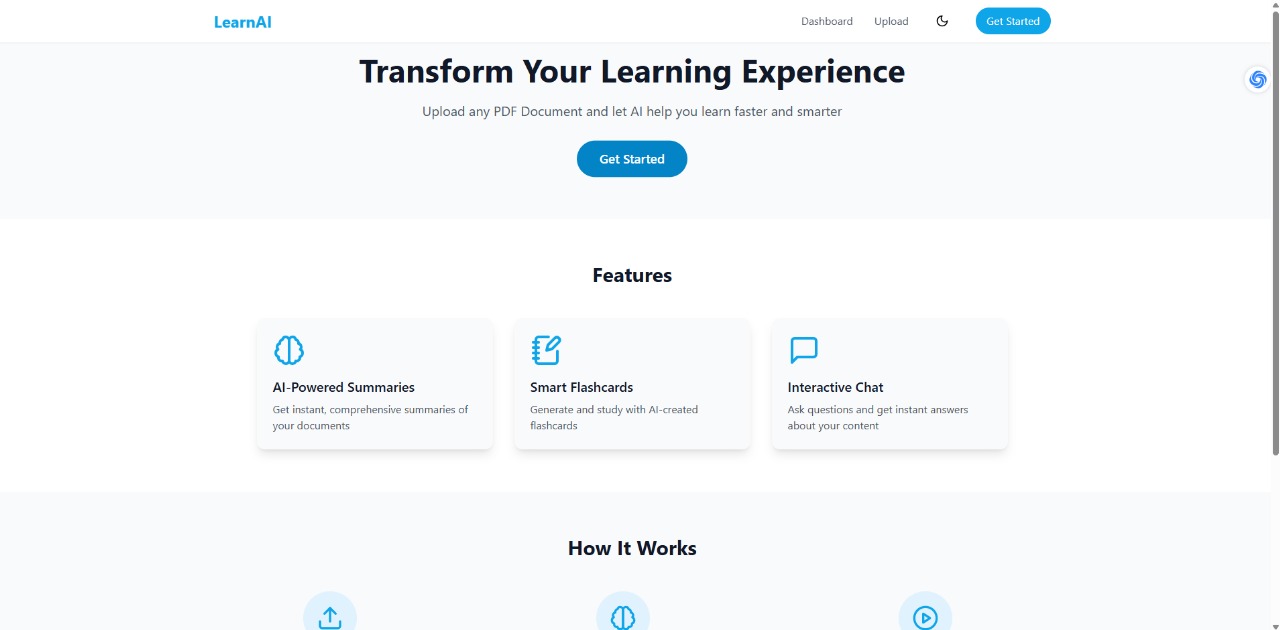 LearnAI
Dashboard
Upload
Get Started
Transform Your Learning Experience
Upload any PDF Document and let AI help you learn faster and smarter
Get Started
Features
AI-Powered Summaries
Get instant, comprehensive summaries of
your documents
Smart Flashcards
Generate and study with AI-created
flashcards
Interactive Chat
Ask questions and get instant answers
about your content
How It Works